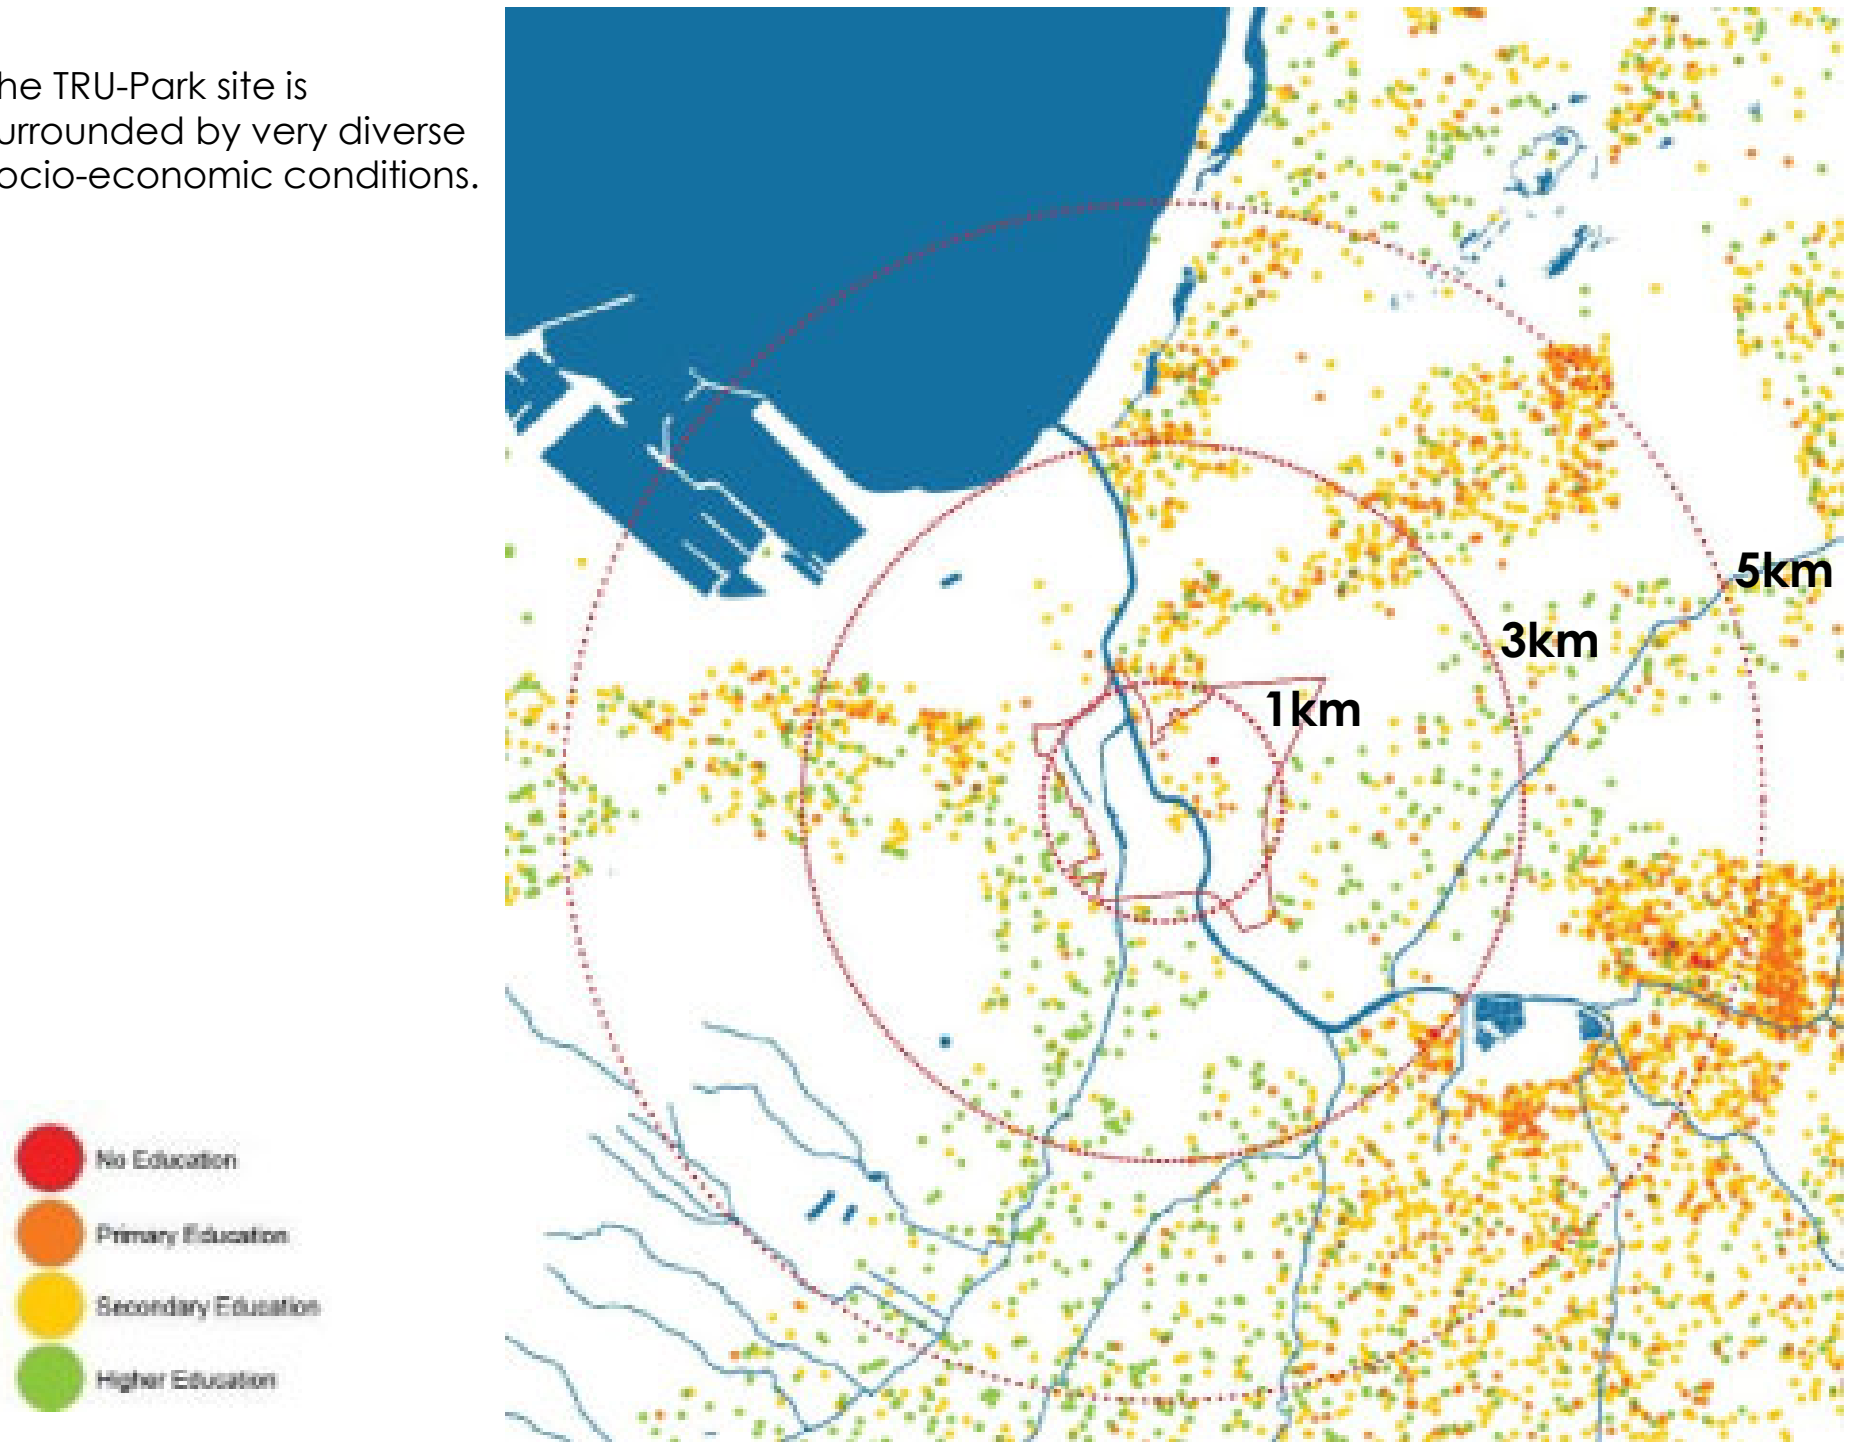 he TRU-Park site is
urrounded by very diverse
ocio-economic conditions.
5km
3km
1km
No Education
Primary Education
Secondary Education
Higher Education